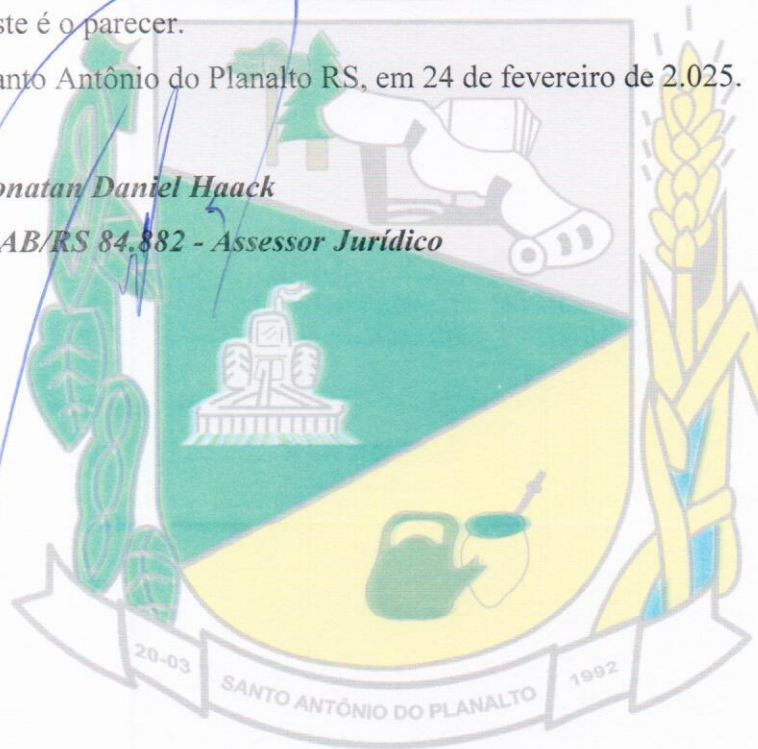 ste é o parecer.
anto Antônio do Planalto RS, em 24 de fevereiro de 2.025.
onatan Daniel Haack
AB/RS 84.882 - Assessor Jurídico
20-03
SANTO ANTÔNIO DO PLANALTO
1992